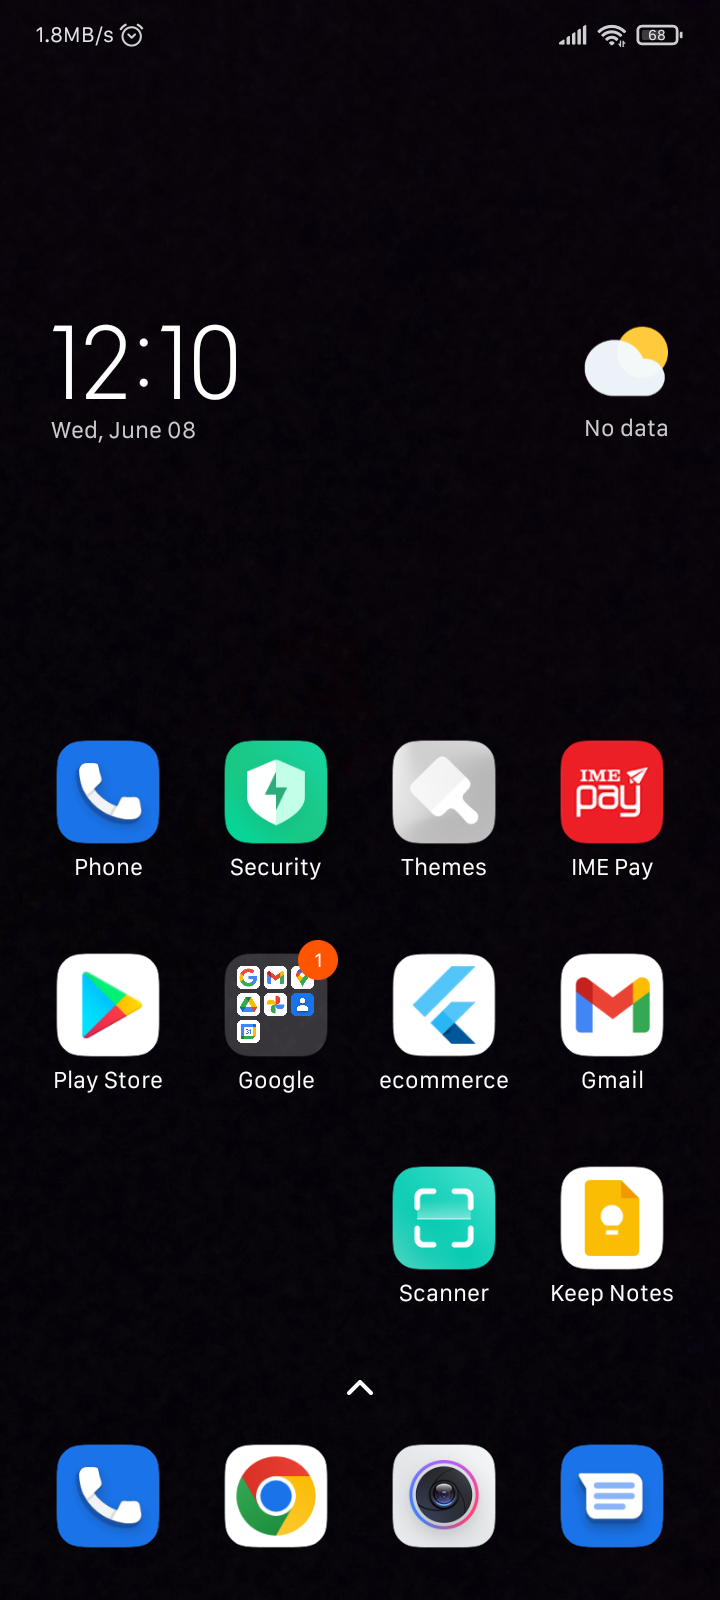 1.8MB/s
68
12:10
Wed, June 08
No data
IME
pay
Phone
Security
Themes
IME Pay
1
31
Play Store
Google
ecommerce
Gmail
Scanner
Keep Notes